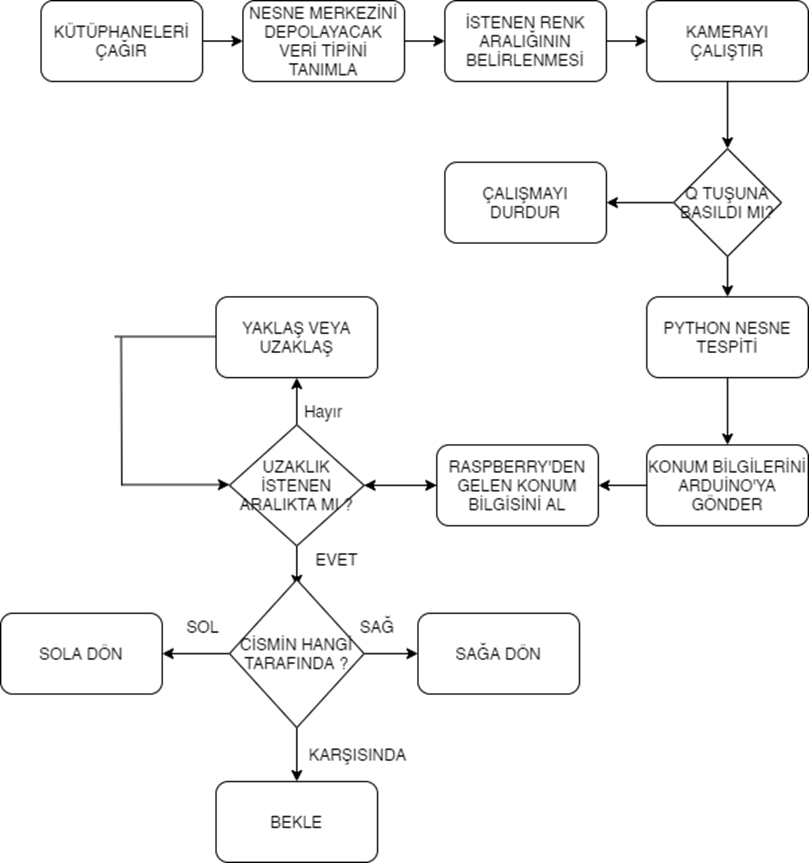 KÜTÜPHANELERİ
ÇAĞIR
NESNE MERKEZİNİ
DEPOLAYACAK
VERİ TİPİNİ
TANIMLA
İSTENEN RENK
ARALIĞININ
BELİRLENMESİ
KAMERAYI
ÇALIŞTIR
Q TUŞUNA
BASILDI MI?
ÇALIŞMAYI
DURDUR
PYTHON NESNE
TESPİTİ
KONUM BİLGİLERİNİ
ARDUİNO'YA
GÖNDER
RASPBERRY'DEN
GELEN KONUM
BİLGİSİNİ AL
UZAKLIK
İSTENEN
ARALIKTA MI ?
Hayır
YAKLAŞ VEYA
UZAKLAŞ
EVET
CİSMİN HANGİ
TARAFINDA ?
SOL
SOLA DÖN
SAĞ
SAĞA DÖN
KARŞISINDA
BEKLE